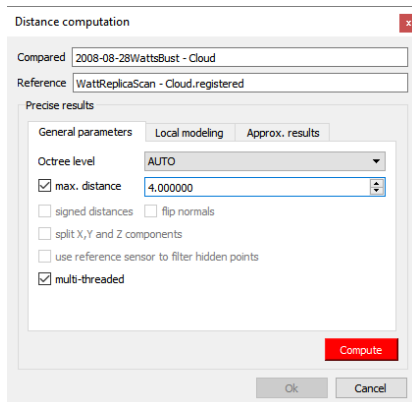 Distance computation
x
Compared 2008-08-28WattsBust - Cloud
Reference WattReplicaScan - Cloud.registered
Precise results
General parameters Local modeling Approx. results
Octree level AUTO
max. distance 4.000000
signed distances flip normals
split X,Y and Z components
use reference sensor to filter hidden points
multi-threaded
Compute
Ok Cancel